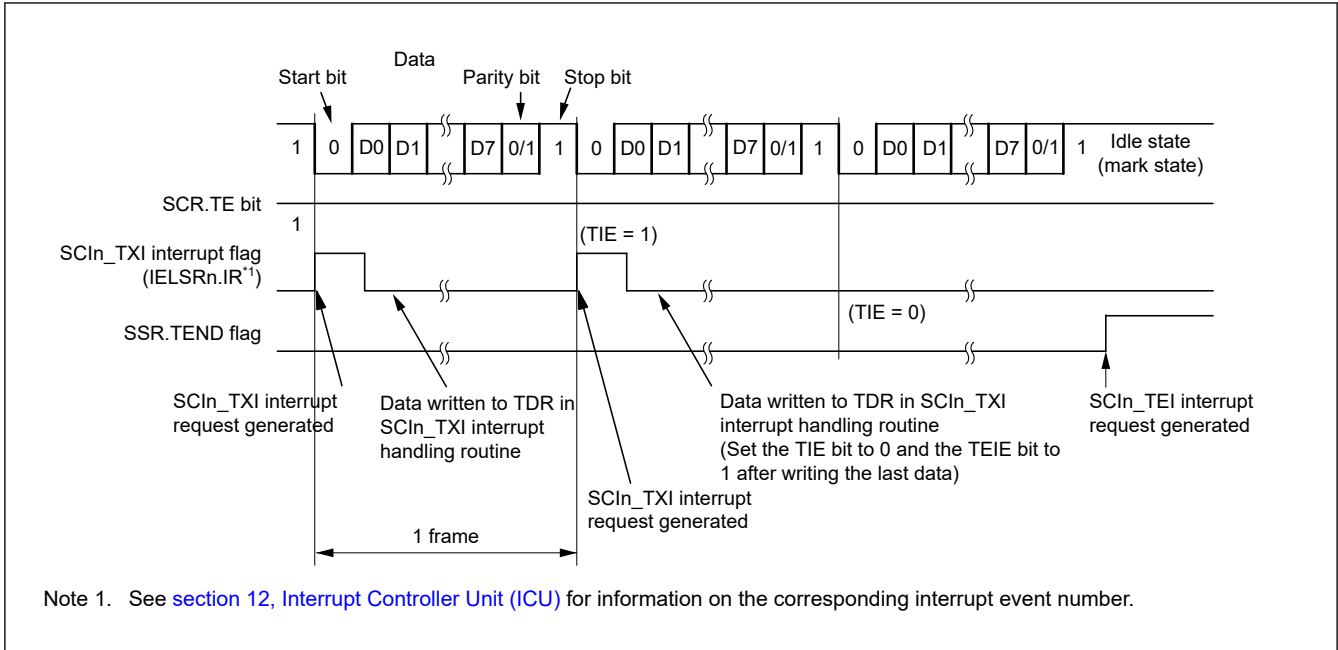 Data
Start bit
Parity bit
Stop bit
1 0 D0 D1 D7 0/1 1 0 D0 D1 D7 0/1 1 0 D0 D1 D7 0/1 1
Idle state
(mark state)
SCR.TE bit
1
(TIE = 1)
SCIn_TXI interrupt flag
(IELSRn.IR*1)
(TIE = 0)
SSR.TEND flag
SCIn_TXI interrupt
request generated
Data written to TDR in
SCIn_TXI interrupt
handling routine
Data written to TDR in SCIn_TXI
interrupt handling routine
(Set the TIE bit to 0 and the TEIE bit to
1 after writing the last data)
SCIn_TEI interrupt
request generated
SCIn_TXI interrupt
request generated
1 frame
Note 1. See section 12, Interrupt Controller Unit (ICU) for information on the corresponding interrupt event number.